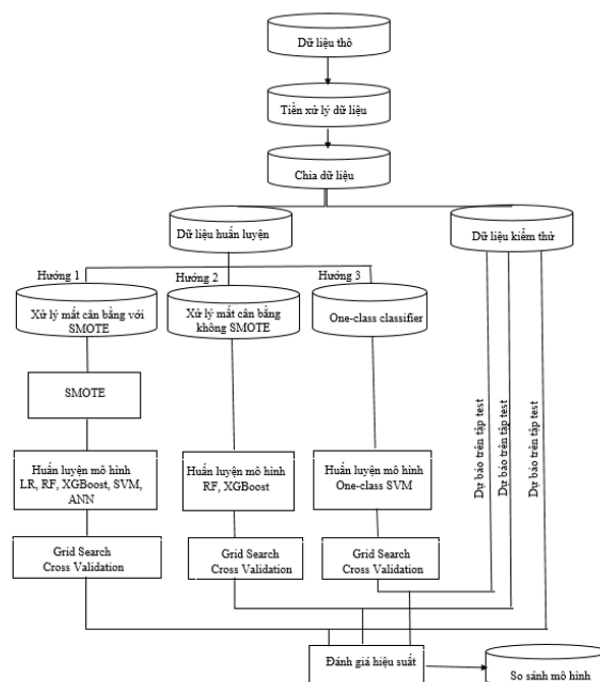 Dữ liệu thô
Tiền xử lý dữ liệu
Chia dữ liệu
Dữ liệu huấn luyện
Dữ liệu kiểm thử
Hướng 1
Hướng 2
Hướng 3
Xử lý mất cân bằng với
SMOTE
Xử lý mất cân bằng
không SMOTE
One-class classifier
SMOTE
Huấn luyện mô hình
LR, RF, XGBoost, SVM,
ANN
Huấn luyện mô hình
RF, XGBoost
Huấn luyện mô hình
One-class SVM
Dự báo trên tập test
Dự báo trên tập test
Dự báo trên tập test
Grid Search
Cross Validation
Grid Search
Cross Validation
Grid Search
Cross Validation
Đánh giá hiệu suất
So sánh mô hình